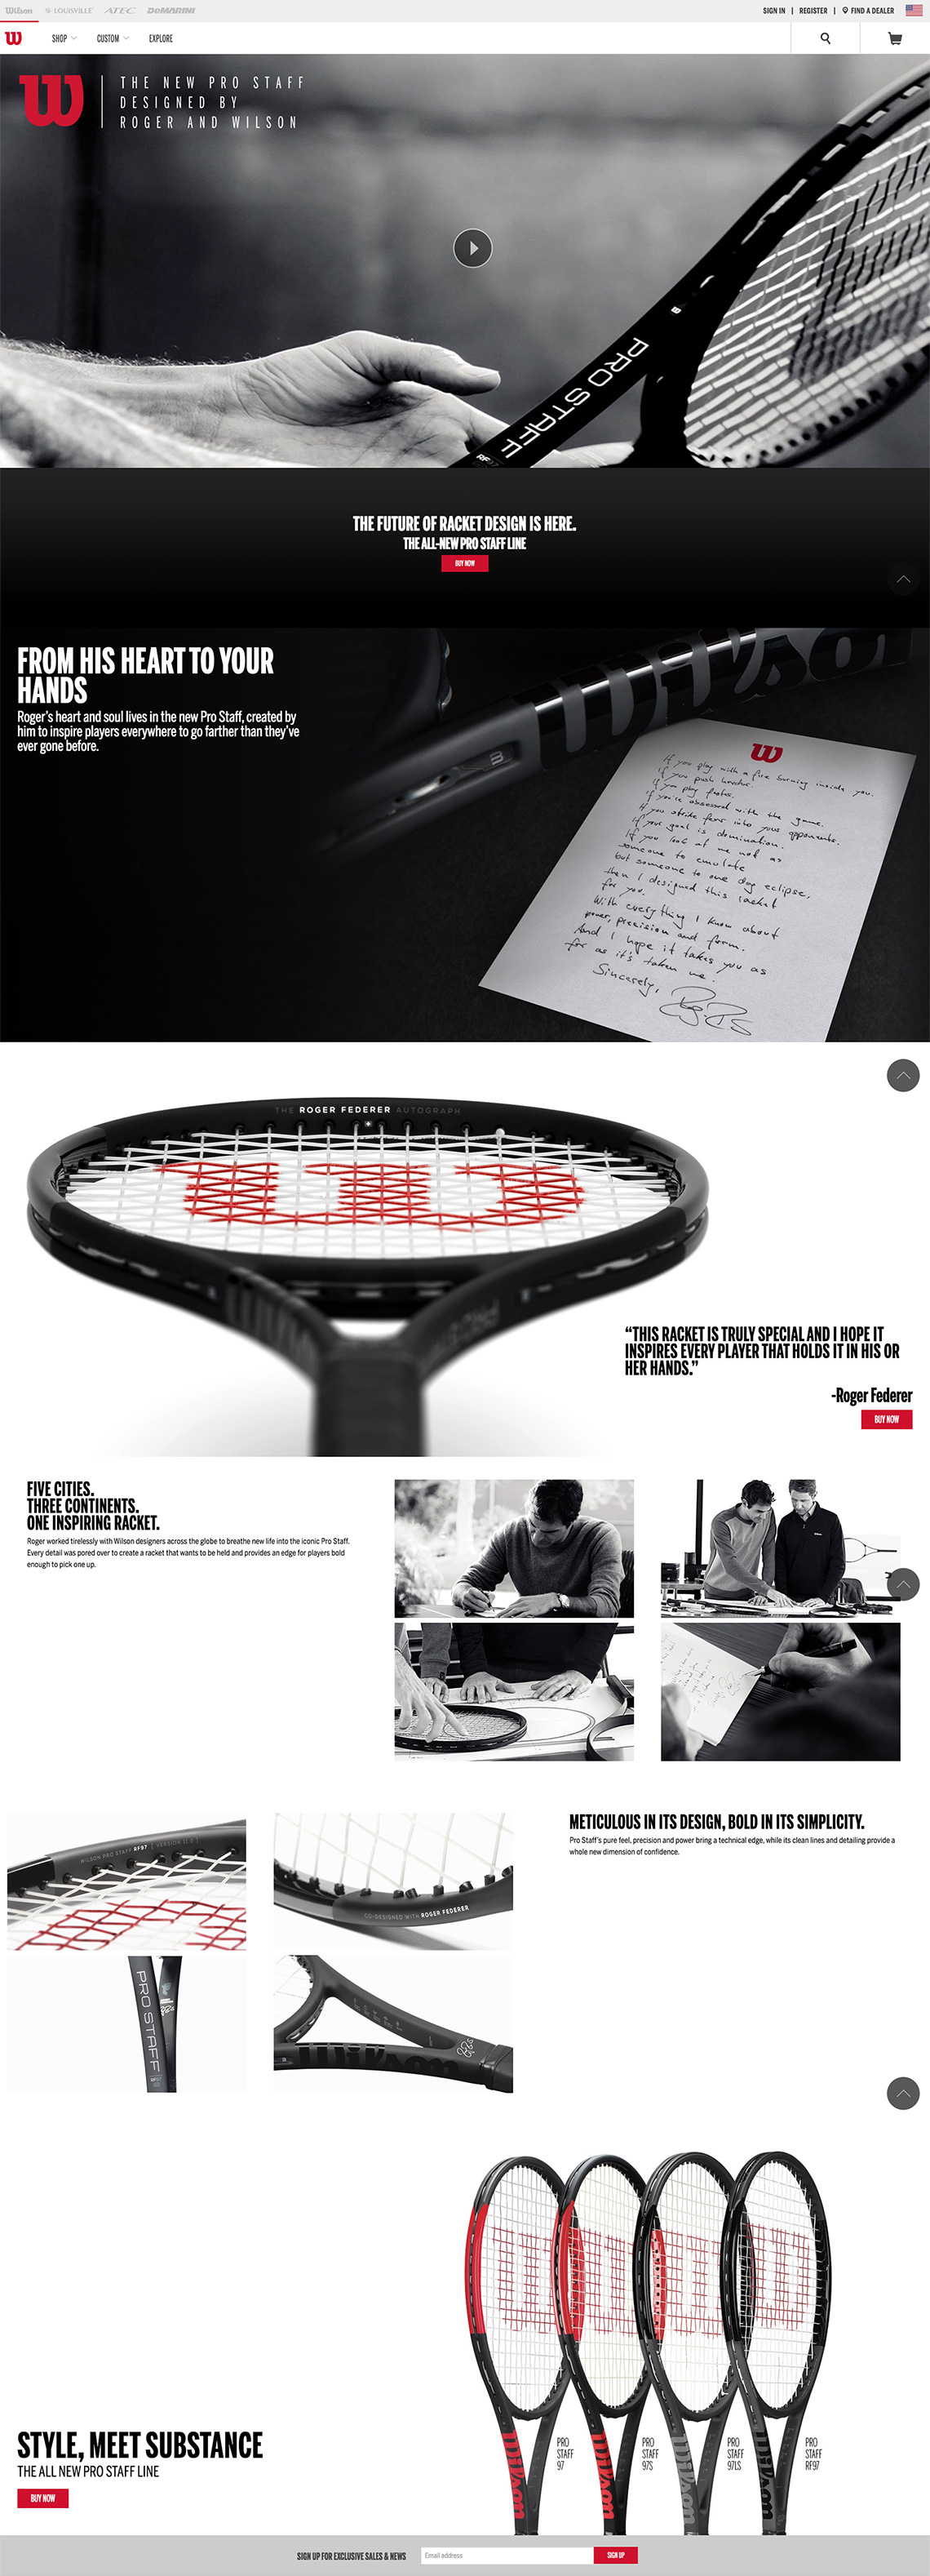 Wilson LOUISVILLE ATEC DeMARINI SIGN IN | REGISTER | FIND A DEALER
W SHOP CUSTOM EXPLORE
W THE NEW PRO STAFF
DESIGNED BY
ROGER AND WILSON
PRO STAFF
RF97
THE FUTURE OF RACKET DESIGN IS HERE.
THE ALL-NEW PRO STAFF LINE
BUY NOW
FROM HIS HEART TO YOUR
HANDS
Roger's heart and soul lives in the new Pro Staff, created by
him to inspire players everywhere to go farther than they've
ever gone before.
Wilson
W
W
If you play with a fire burning inside you.
If you push harder.
If you play faster.
If you're obsessed with the game.
If you strike fear into your opponents.
If your goal is domination.
If you look at me not as
someone to emulate
but someone to one day eclipse,
then I designed this racket
for you.
With everything I know about
power, precision and form.
And I hope it takes you as
far as it's taken me.
Sincerely,
THE ROGER FEDERER AUTOGRAPH
W
“THIS RACKET IS TRULY SPECIAL AND I HOPE IT
INSPIRES EVERY PLAYER THAT HOLDS IT IN HIS OR
HER HANDS.”
-Roger Federer
BUY NOW
FIVE CITIES.
THREE CONTINENTS.
ONE INSPIRING RACKET.
Roger worked tirelessly with Wilson designers across the globe to breathe new life into the iconic Pro Staff.
Every detail was pored over to create a racket that wants to be held and provides an edge for players bold
enough to pick one up.
METICULOUS IN ITS DESIGN, BOLD IN ITS SIMPLICITY.
Pro Staff's pure feel, precision and power bring a technical edge, while its clean lines and detailing provide a
whole new dimension of confidence.
WILSON PRO STAFF RF97 [ VERSION 11.0 ]
CO-DESIGNED WITH ROGER FEDERER
PRO STAFF
RF97
Wilson
W W W W
Wilson Wilson Wilson Wilson
PRO
STAFF
97
PRO
STAFF
97S
PRO
STAFF
97LS
PRO
STAFF
RF97
STYLE, MEET SUBSTANCE
THE ALL NEW PRO STAFF LINE
BUY NOW
SIGN UP FOR EXCLUSIVE SALES & NEWS Email address SIGN UP